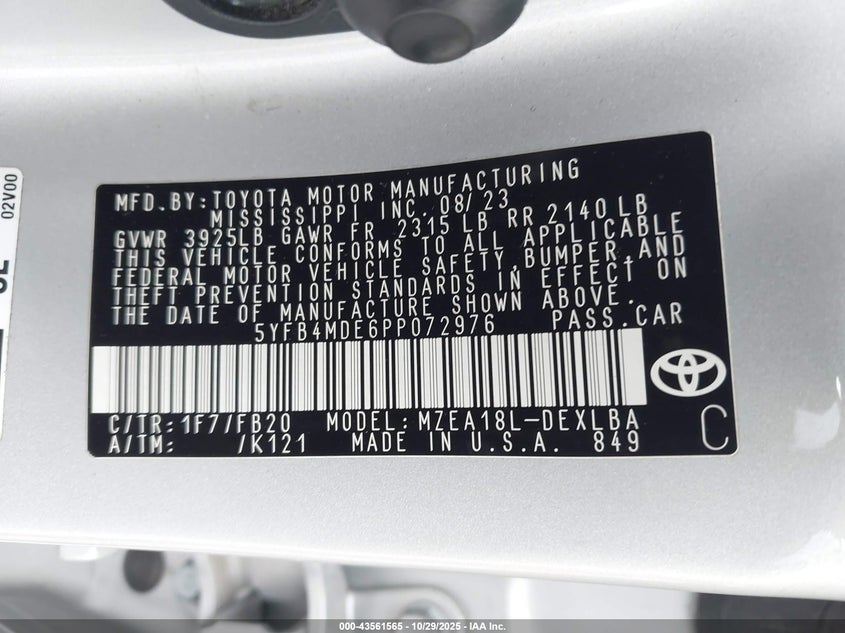 MFD.BY:TOYOTA MOTOR MANUFACTURING
MISSISSIPPI INC. 08/23
GVWR 3925LB GAWR FR 2315 LB RR 2140 LB
THIS VEHICLE CONFORMS TO ALL APPLICABLE
FEDERAL MOTOR VEHICLE SAFETY,BUMPER,AND
THEFT PREVENTION STANDARDS IN EFFECT ON
THE DATE OF MANUFACTURE SHOWN ABOVE.
5YFB4MDE6PP072976 PASS.CAR
C/TR:1F7/FB20 MODEL:MZEA18L-DEXLBA
A/TM: /K121 MADE IN U.S.A. 849
C
02V00
000-43561565 • 10/29/2025 • IAA Inc.